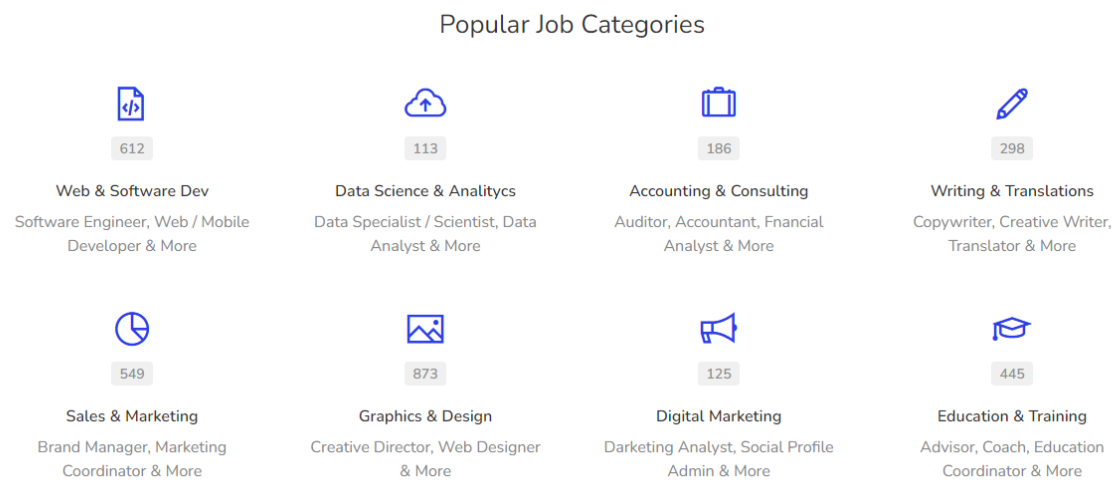 Popular Job Categories
612
Web & Software Dev
Software Engineer, Web / Mobile
Developer & More
113
Data Science & Analitycs
Data Specialist / Scientist, Data
Analyst & More
186
Accounting & Consulting
Auditor, Accountant, Fnancial
Analyst & More
298
Writing & Translations
Copywriter, Creative Writer,
Translator & More
549
Sales & Marketing
Brand Manager, Marketing
Coordinator & More
873
Graphics & Design
Creative Director, Web Designer
& More
125
Digital Marketing
Darketing Analyst, Social Profile
Admin & More
445
Education & Training
Advisor, Coach, Education
Coordinator & More